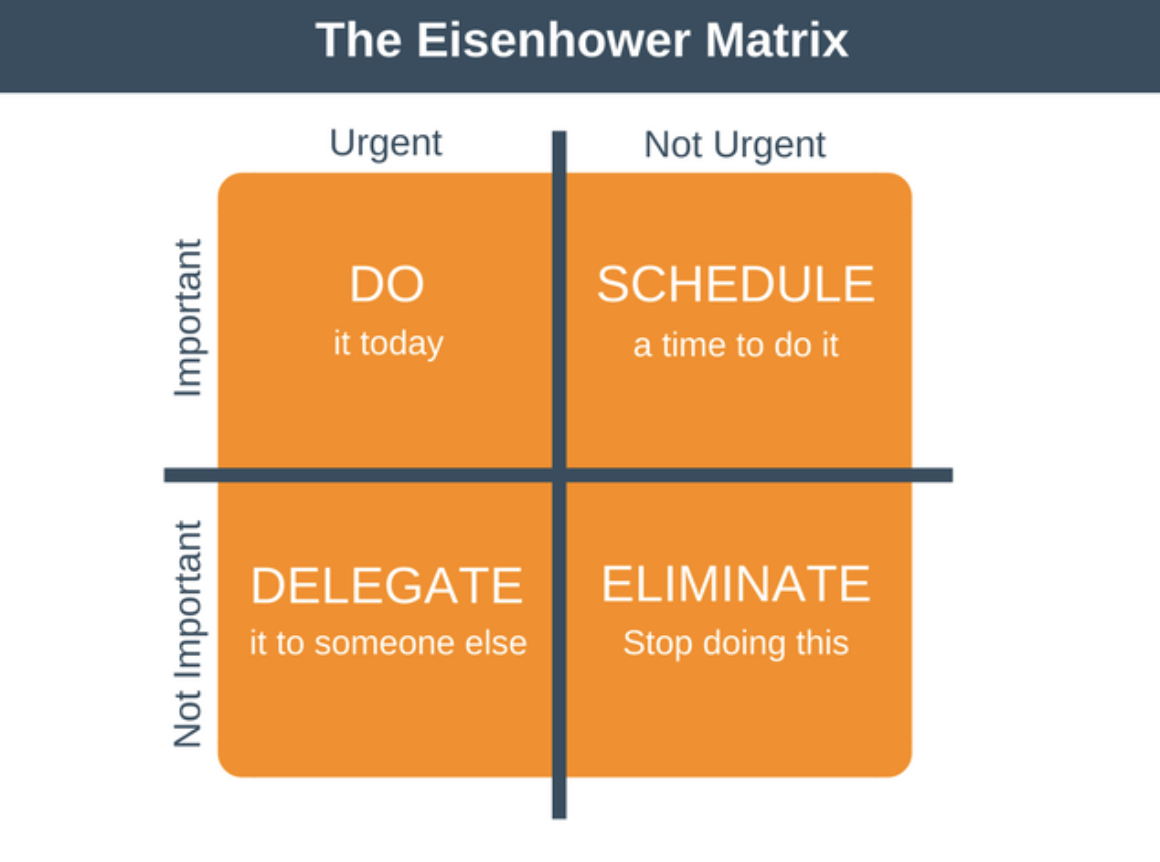 The Eisenhower Matrix
Urgent
Not Urgent
Important
DO
it today
SCHEDULE
a time to do it
Not Important
DELEGATE
it to someone else
ELIMINATE
Stop doing this